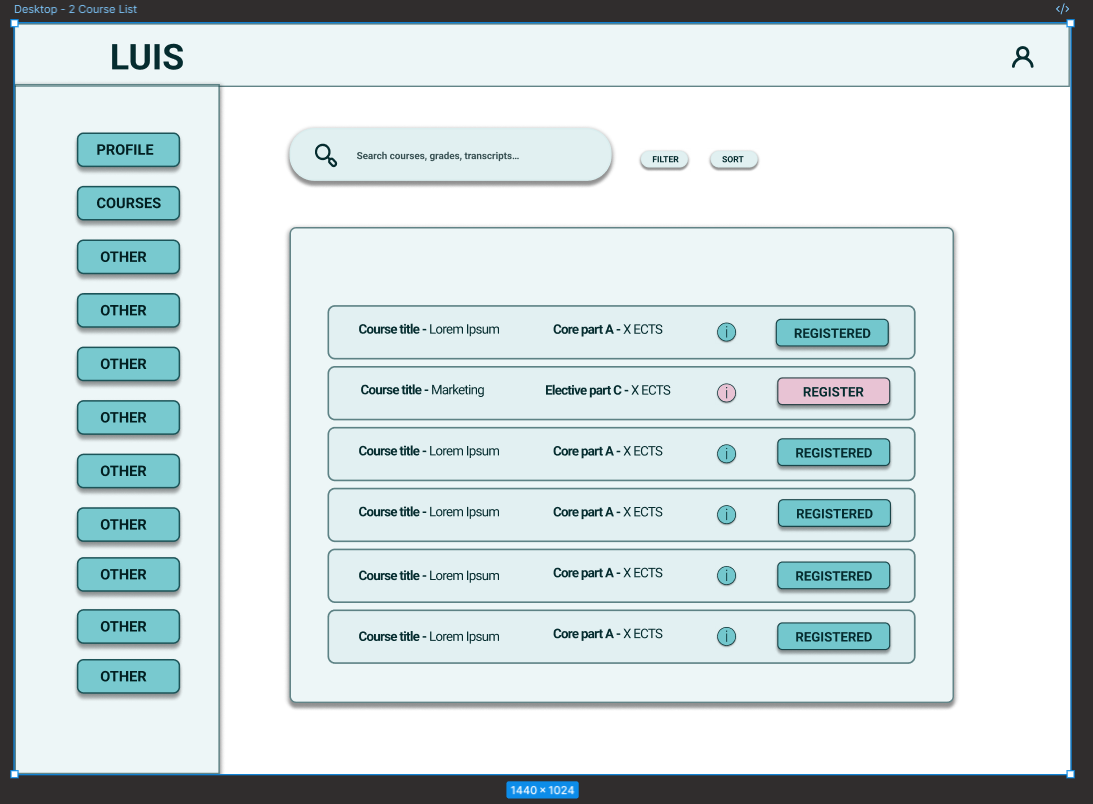 Desktop - 2 Course List
</>
LUIS
PROFILE
COURSES
OTHER
OTHER
OTHER
OTHER
OTHER
OTHER
OTHER
OTHER
OTHER
Search courses, grades, transcripts...
FILTER
SORT
Course title - Lorem Ipsum Core part A - X ECTS i REGISTERED
Course title - Marketing Elective part C - X ECTS i REGISTER
Course title - Lorem Ipsum Core part A - X ECTS i REGISTERED
Course title - Lorem Ipsum Core part A - X ECTS i REGISTERED
Course title - Lorem Ipsum Core part A - X ECTS i REGISTERED
Course title - Lorem Ipsum Core part A - X ECTS i REGISTERED
1440 × 1024